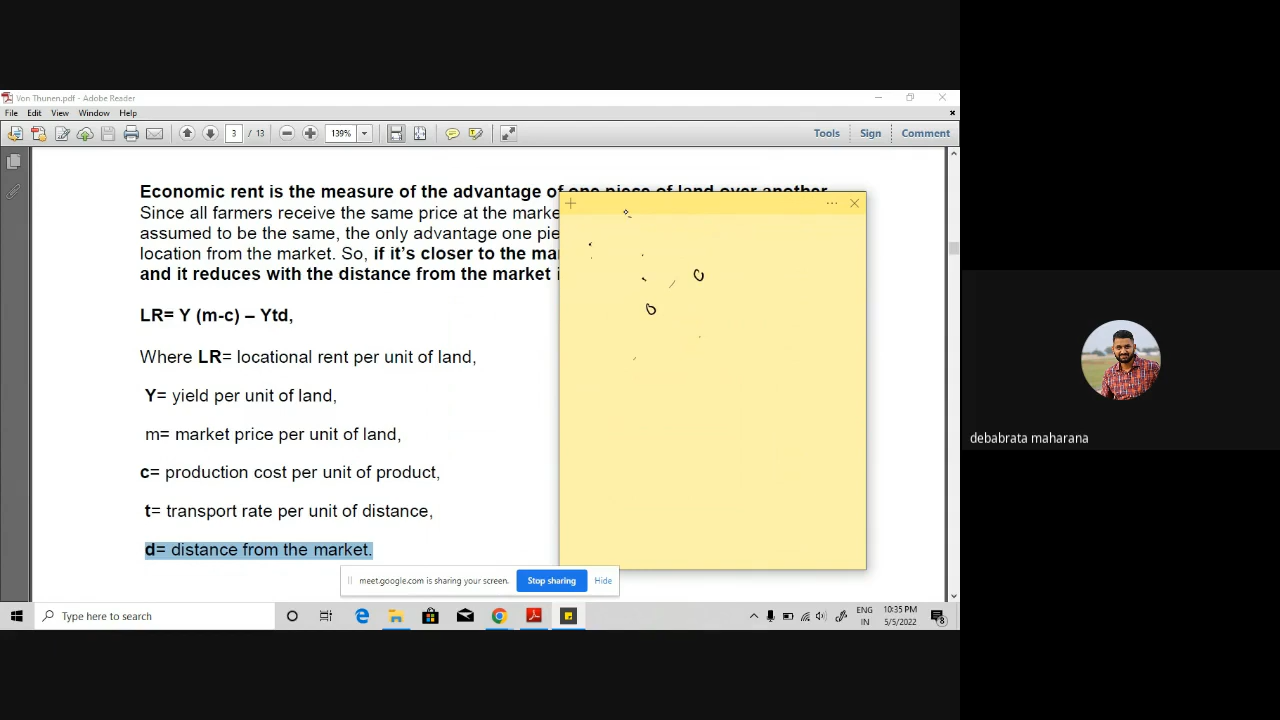 Von Thunen.pdf - Adobe Reader
File Edit View Window Help
3 / 13 139% Tools Sign Comment
Economic rent is the measure of the advantage of one piece of land over another.
Since all farmers receive the same price at the marke
assumed to be the same, the only advantage one pie
location from the market. So, if it's closer to the ma
and it reduces with the distance from the market i
LR= Y (m-c) – Ytd,
Where LR= locational rent per unit of land,
Y= yield per unit of land,
m= market price per unit of land,
c= production cost per unit of product,
t= transport rate per unit of distance,
d= distance from the market.
debabrata maharana
meet.google.com is sharing your screen. Stop sharing Hide
Type here to search
ENG 10:35 PM
IN 5/5/2022 8